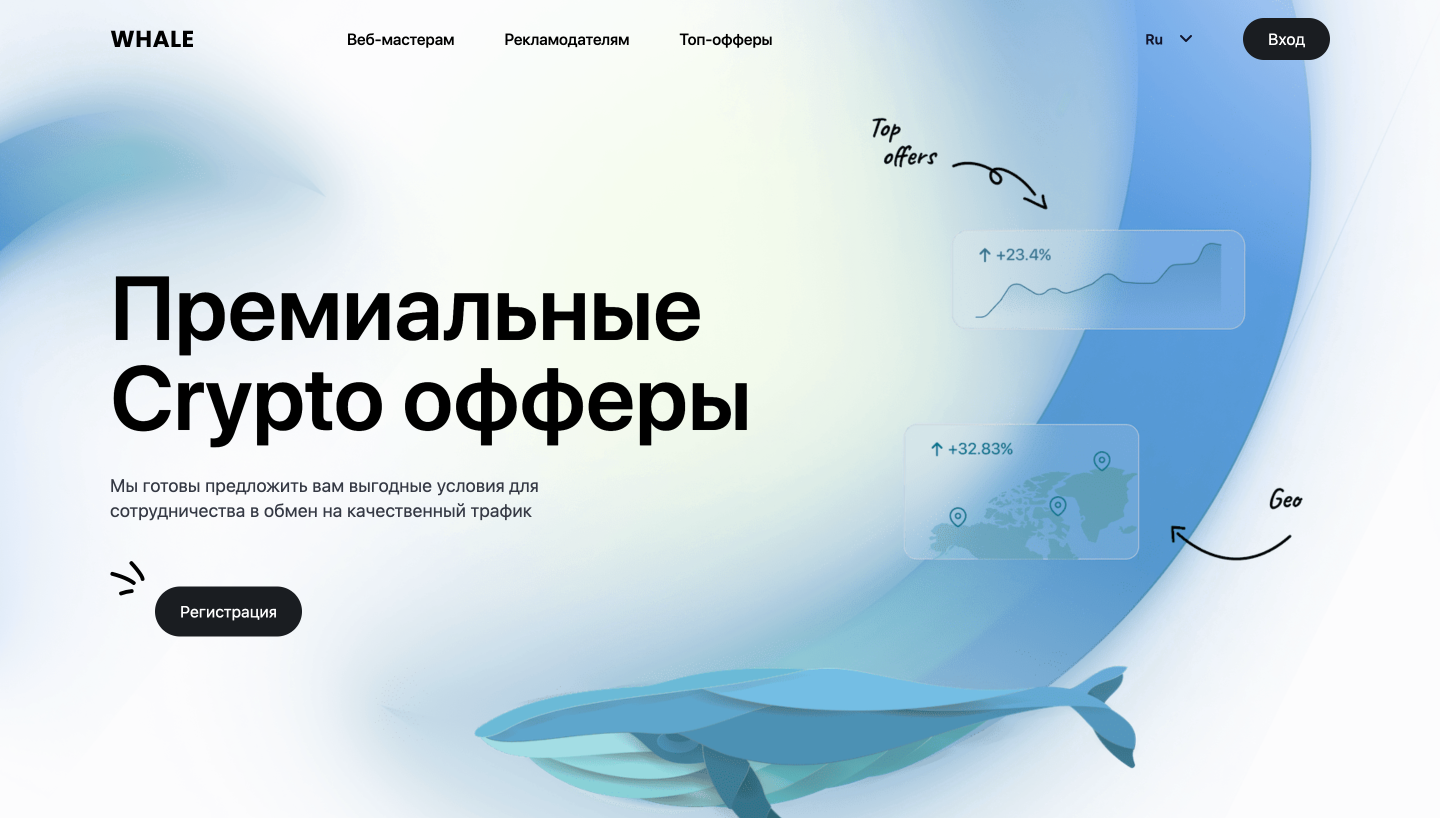 WHALE
Веб-мастерам
Рекламодателям
Топ-офферы
Ru
Вход
Top
offers
+23.4%
Премиальные
Crypto офферы
+32.83%
Мы готовы предложить вам выгодные условия для
сотрудничества в обмен на качественный трафик
Geo
Регистрация